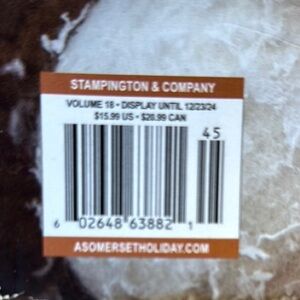 STAMPINGTON & COMPANY
VOLUME 18 • DISPLAY UNTIL 12/23/24
$15.99 US • $20.99 CAN
45
6 02648 63882 1
ASOMERSETHOLIDAY.COM